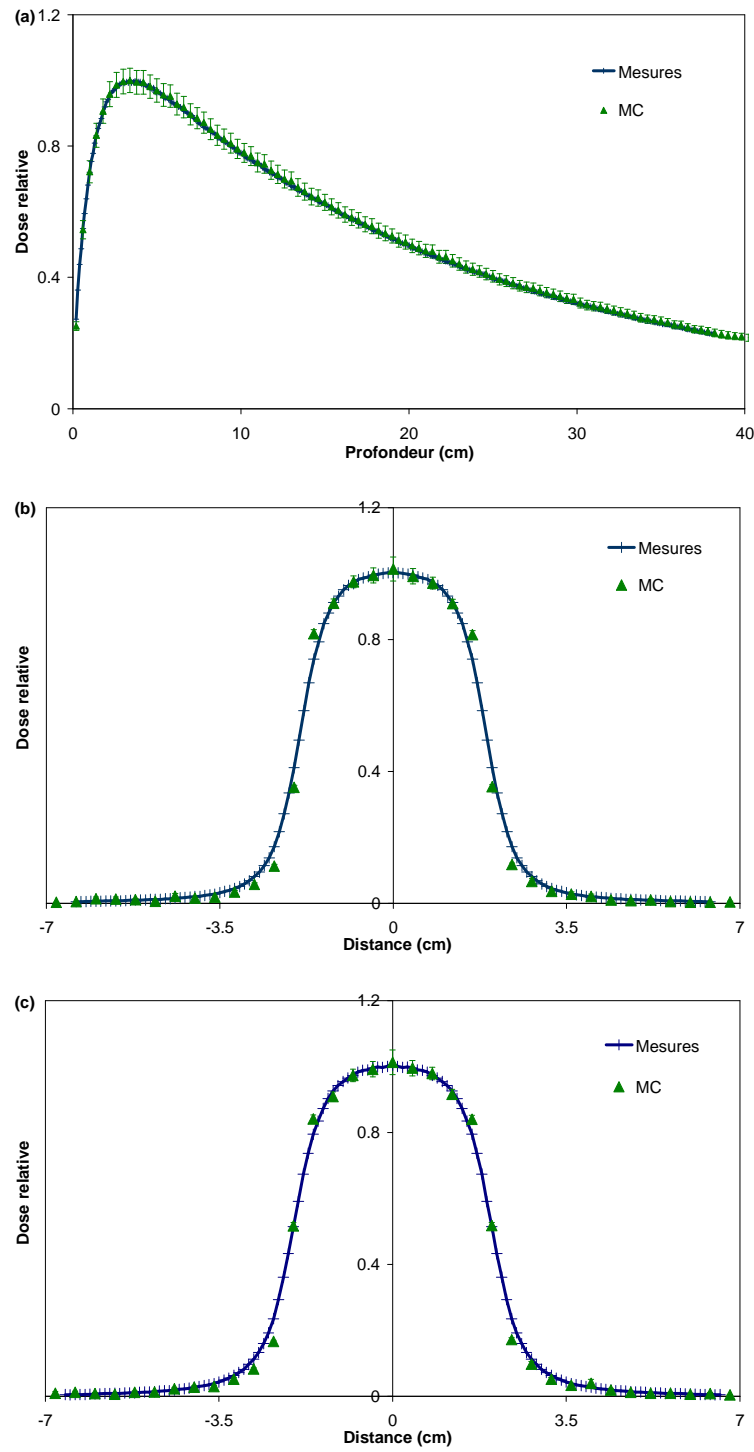 (a)
1.2
Mesures
MC
0.8
Dose relative
0.4
0
0
10
20
30
40
Profondeur (cm)
(b)
1.2
Mesures
MC
0.8
Dose relative
0.4
0
-7
-3.5
0
3.5
7
Distance (cm)
(c)
1.2
Mesures
MC
0.8
Dose relative
0.4
0
-7
-3.5
0
3.5
7
Distance (cm)